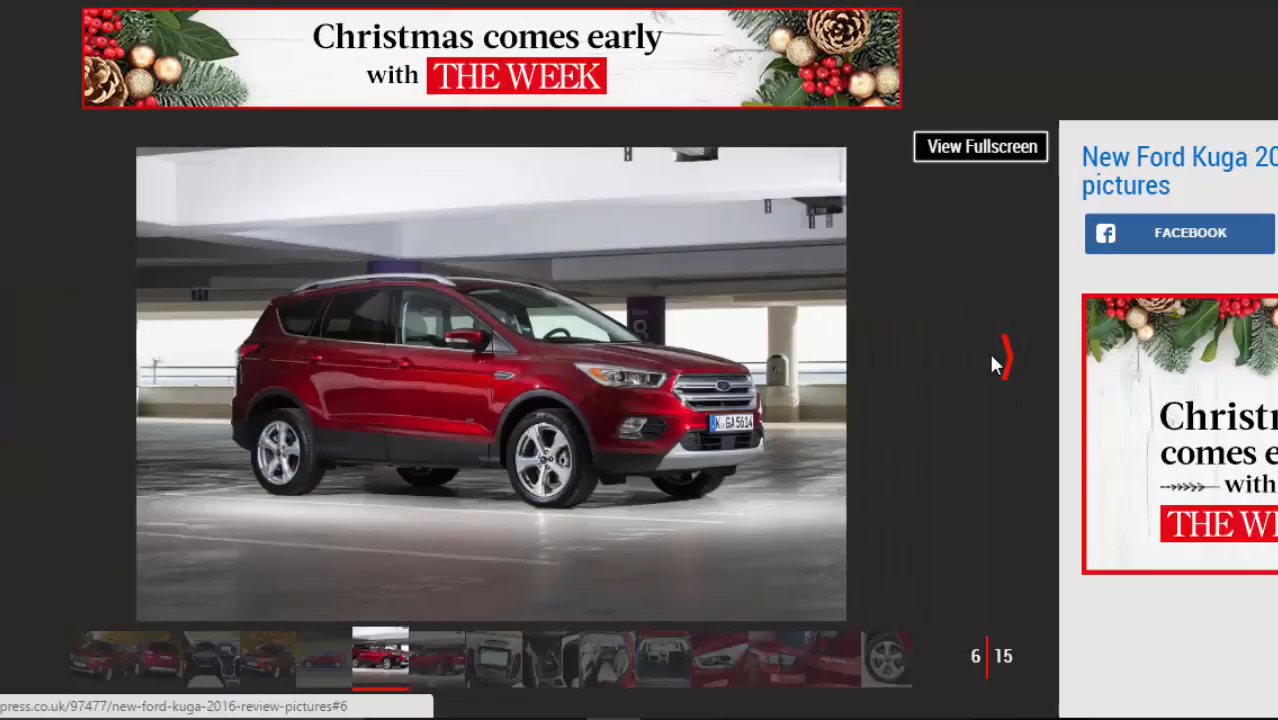 Christmas comes early
with THE WEEK
View Fullscreen
New Ford Kuga 20
pictures
FACEBOOK
K GA 5614
Christ
comes e
with
THE WE
6 15
press.co.uk/97477/new-ford-kuga-2016-review-pictures#6